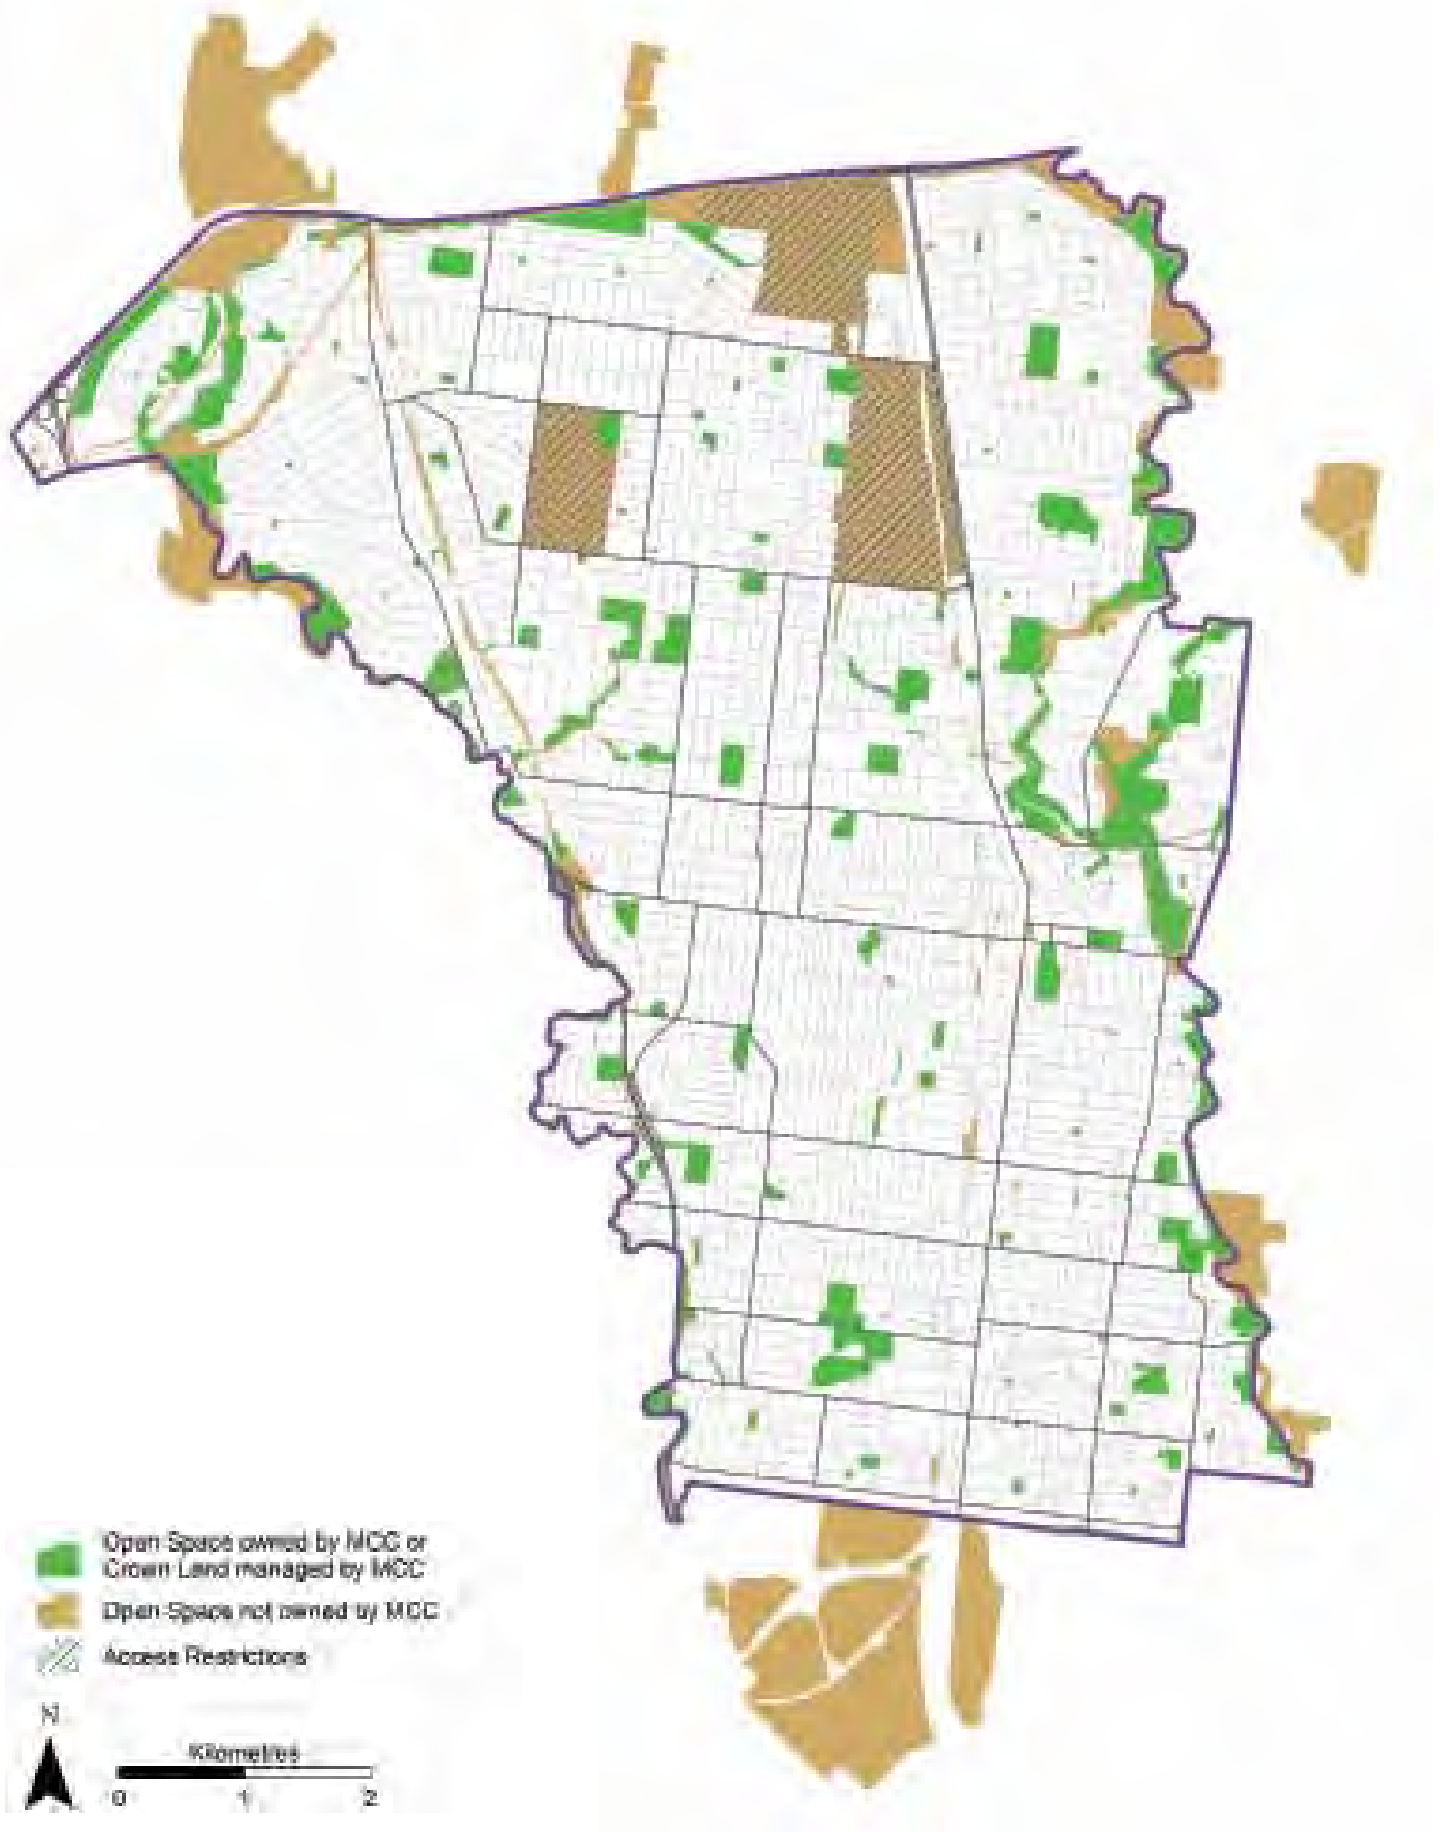 Open Space owned by MCC or
Crown Land managed by MCC
Open Space not owned by MCC
Access Restrictions
N
Kilometres
0 1 2